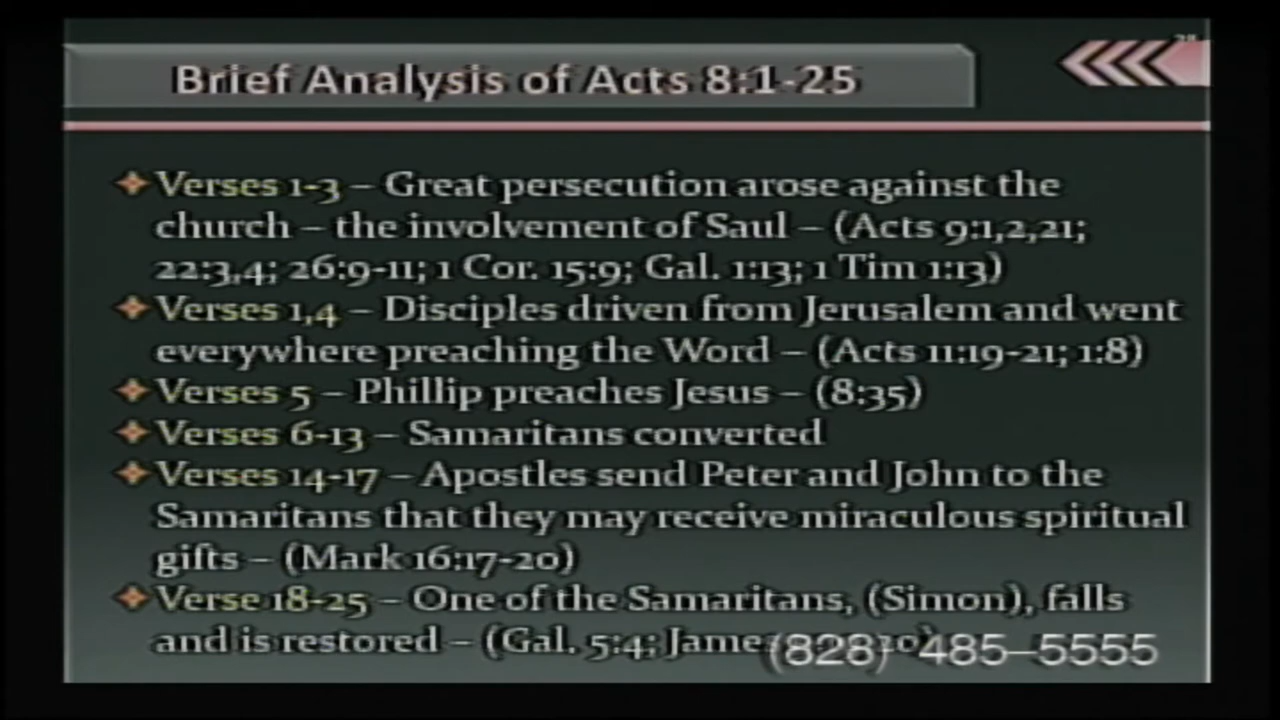 28
Brief Analysis of Acts 8:1-25
Verses 1-3 – Great persecution arose against the
church – the involvement of Saul – (Acts 9:1,2,21;
22:3,4; 26:9-11; 1 Cor. 15:9; Gal. 1:13; 1 Tim 1:13)
Verses 1,4 – Disciples driven from Jerusalem and went
everywhere preaching the Word – (Acts 11:19-21; 1:8)
Verses 5 – Phillip preaches Jesus – (8:35)
Verses 6-13 – Samaritans converted
Verses 14-17 – Apostles send Peter and John to the
Samaritans that they may receive miraculous spiritual
gifts – (Mark 16:17-20)
Verse 18-25 – One of the Samaritans, (Simon), falls
and is restored – (Gal. 5:4;
(828) 485–5555